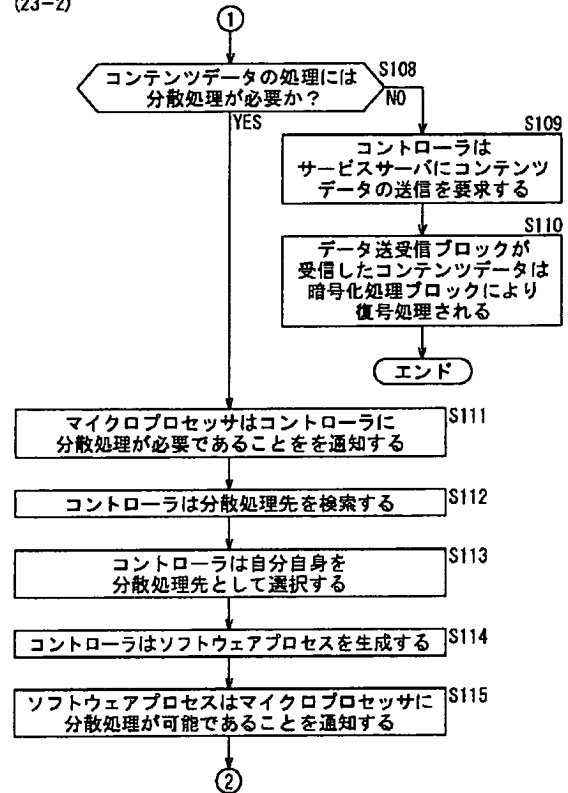 (23-2)
①
コンテンツデータの処理には
分散処理が必要か？
S108
NO
YES
S109
コントローラは
サービスサーバにコンテンツ
データの送信を要求する
S110
データ送受信ブロックが
受信したコンテンツデータは
暗号化処理ブロックにより
復号処理される
エンド
マイクロプロセッサはコントローラに
分散処理が必要であることをを通知する
S111
コントローラは分散処理先を検索する
S112
コントローラは自分自身を
分散処理先として選択する
S113
コントローラはソフトウェアプロセスを生成する
S114
ソフトウェアプロセスはマイクロプロセッサに
分散処理が可能であることを通知する
S115
②